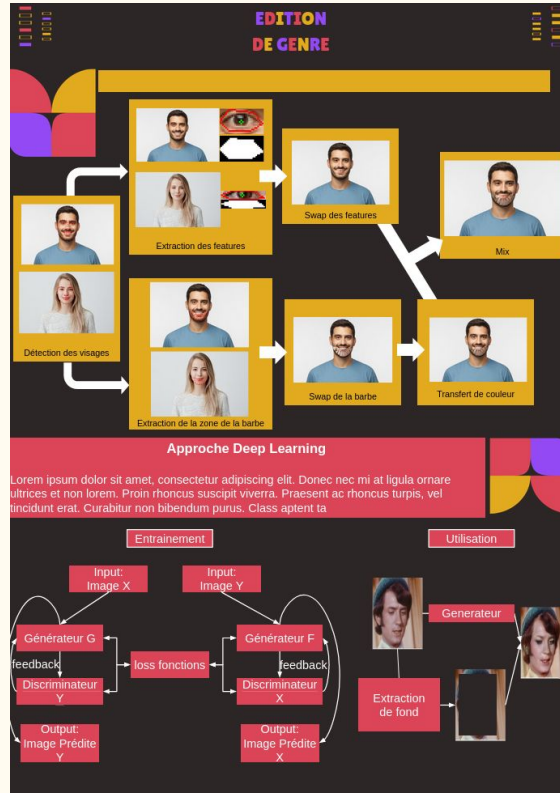 EDITION
DE GENRE
Extraction des features
Swap des features
Mix
Détection des visages
Extraction de la zone de la barbe
Swap de la barbe
Transfert de couleur
Approche Deep Learning
Lorem ipsum dolor sit amet, consectetur adipiscing elit. Donec nec mi at ligula ornare
ultrices et non lorem. Proin rhoncus suscipit viverra. Praesent ac rhoncus turpis, vel
tincidunt erat. Curabitur non bibendum purus. Class aptent ta
Entrainement
Utilisation
Input:
Image X
Input:
Image Y
Generateur
Générateur G
Générateur F
feedback
loss fonctions
feedback
Discriminateur
Y
Discriminateur
X
Extraction
de fond
Output:
Image Prédite
Y
Output:
Image Prédite
X